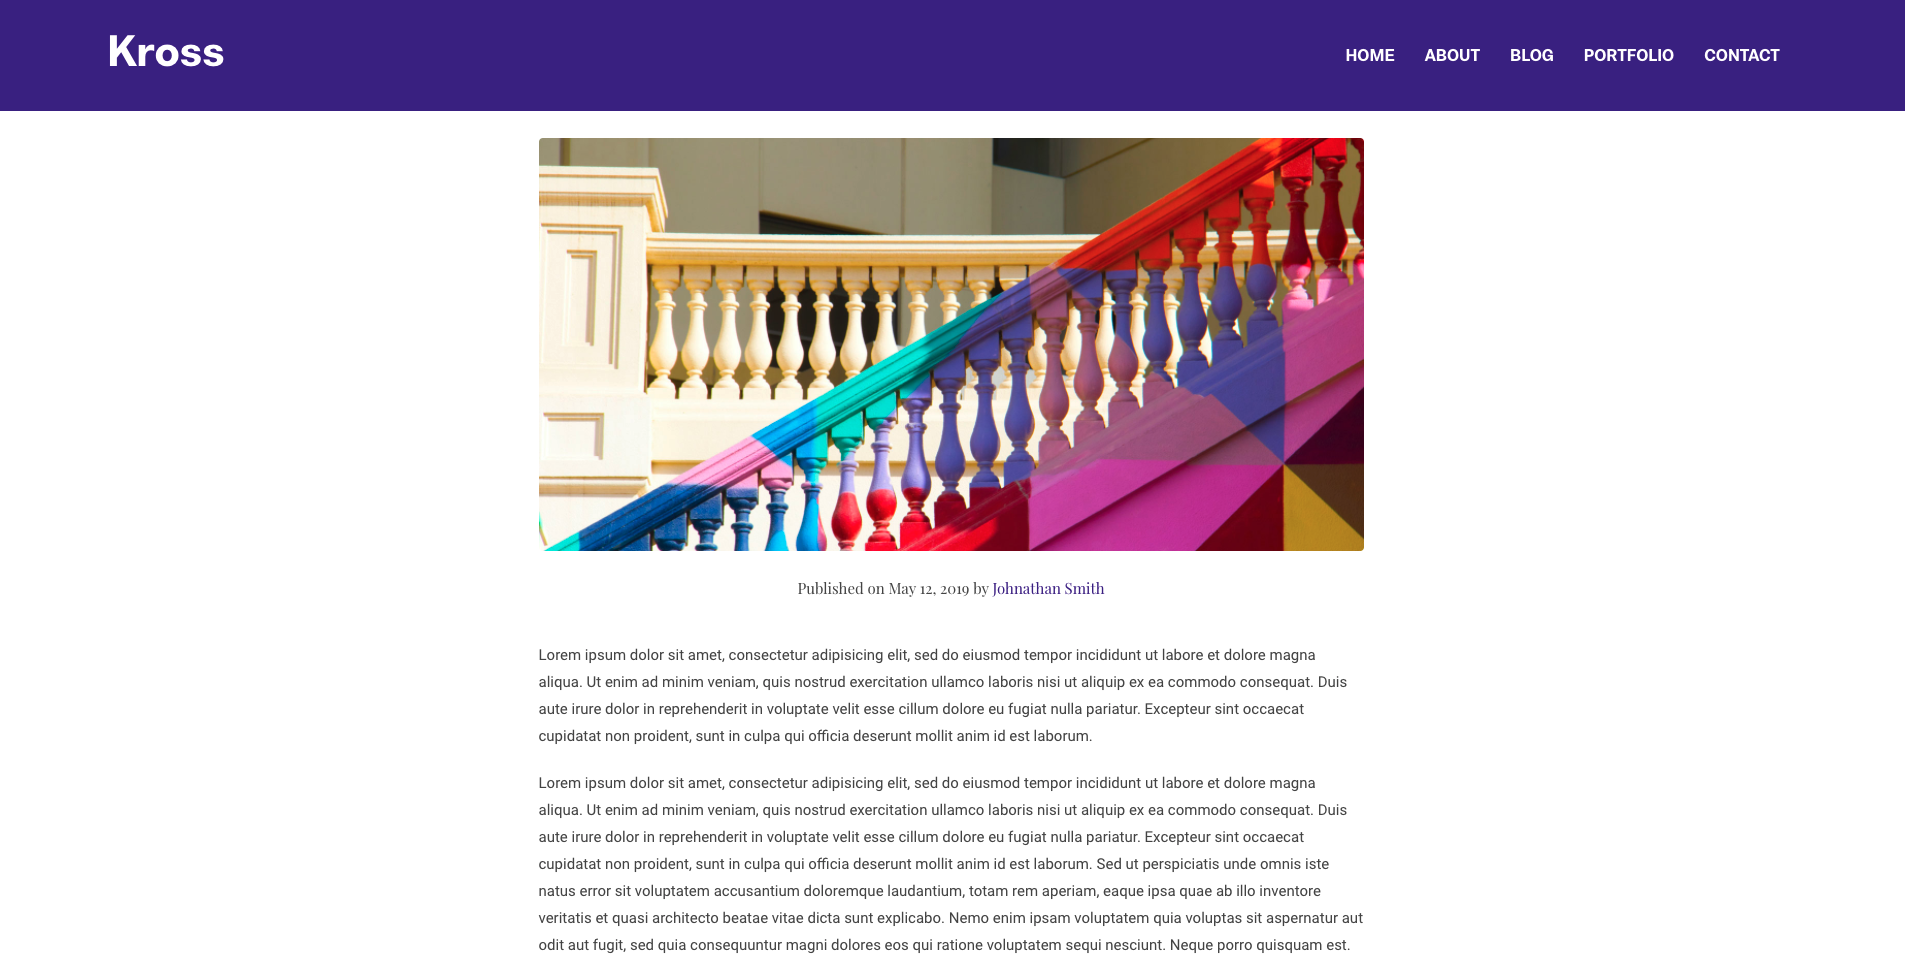 Kross
HOME ABOUT BLOG PORTFOLIO CONTACT
Published on May 12, 2019 by Johnathan Smith
Lorem ipsum dolor sit amet, consectetur adipisicing elit, sed do eiusmod tempor incididunt ut labore et dolore magna
aliqua. Ut enim ad minim veniam, quis nostrud exercitation ullamco laboris nisi ut aliquip ex ea commodo consequat. Duis
aute irure dolor in reprehenderit in voluptate velit esse cillum dolore eu fugiat nulla pariatur. Excepteur sint occaecat
cupidatat non proident, sunt in culpa qui officia deserunt mollit anim id est laborum.
Lorem ipsum dolor sit amet, consectetur adipisicing elit, sed do eiusmod tempor incididunt ut labore et dolore magna
aliqua. Ut enim ad minim veniam, quis nostrud exercitation ullamco laboris nisi ut aliquip ex ea commodo consequat. Duis
aute irure dolor in reprehenderit in voluptate velit esse cillum dolore eu fugiat nulla pariatur. Excepteur sint occaecat
cupidatat non proident, sunt in culpa qui officia deserunt mollit anim id est laborum. Sed ut perspiciatis unde omnis iste
natus error sit voluptatem accusantium doloremque laudantium, totam rem aperiam, eaque ipsa quae ab illo inventore
veritatis et quasi architecto beatae vitae dicta sunt explicabo. Nemo enim ipsam voluptatem quia voluptas sit aspernatur aut
odit aut fugit, sed quia consequuntur magni dolores eos qui ratione voluptatem sequi nesciunt. Neque porro quisquam est.